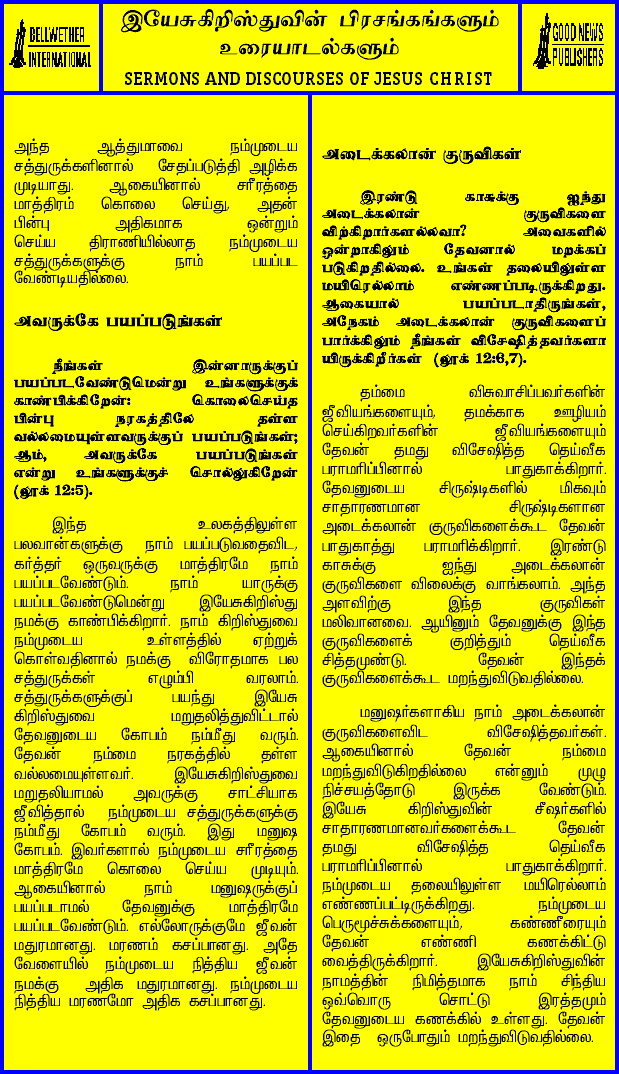 BELLWETHER
INTERNATIONAL
இயேசுகிறிஸ்துவின் பிரசங்கங்களும்
உரையாடல்களும்
SERMONS AND DISCOURSES OF JESUS CHRIST
GOOD NEWS
PUBLISHERS
அந்த ஆத்துமாவை நம்முடைய
சத்துருக்களினால் சேதப்படுத்தி அழிக்க
முடியாது. ஆகையினால் சரீரத்தை
மாத்திரம் கொலை செய்து, அதன்
பின்பு அதிகமாக ஒன்றும்
செய்ய திராணியில்லாத நம்முடைய
சத்துருக்களுக்கு நாம் பயப்பட
வேண்டியதில்லை.
அவருக்கே பயப்படுங்கள்
நீங்கள் இன்னாருக்குப்
பயப்படவேண்டுமென்று உங்களுக்குக்
காண்பிக்கிறேன்: கொலைசெய்த
பின்பு நரகத்திலே தள்ள
வல்லமையுள்ளவருக்குப் பயப்படுங்கள்;
ஆம், அவருக்கே பயப்படுங்கள்
என்று உங்களுக்குச் சொல்லுகிறேன்
(லூக் 12:5).
இந்த உலகத்திலுள்ள
பலவான்களுக்கு நாம் பயப்படுவதைவிட,
கர்த்தர் ஒருவருக்கு மாத்திரமே நாம்
பயப்படவேண்டும். நாம் யாருக்கு
பயப்படவேண்டுமென்று இயேசுகிறிஸ்து
நமக்கு காண்பிக்கிறார். நாம் கிறிஸ்துவை
நம்முடைய உள்ளத்தில் ஏற்றுக்
கொள்வதினால் நமக்கு விரோதமாக பல
சத்துருக்கள் எழும்பி வரலாம்.
சத்துருக்களுக்குப் பயந்து இயேசு
கிறிஸ்துவை மறுதலித்துவிட்டால்
தேவனுடைய கோபம் நம்மீது வரும்.
தேவன் நம்மை நரகத்தில் தள்ள
வல்லமையுள்ளவர். இயேசுகிறிஸ்துவை
மறுதலியாமல் அவருக்கு சாட்சியாக
ஜீவித்தால் நம்முடைய சத்துருக்களுக்கு
நம்மீது கோபம் வரும். இது மனுஷ
கோபம். இவர்களால் நம்முடைய சரீரத்தை
மாத்திரமே கொலை செய்ய முடியும்.
ஆகையினால் நாம் மனுஷருக்குப்
பயப்படாமல் தேவனுக்கு மாத்திரமே
பயப்படவேண்டும். எல்லோருக்குமே ஜீவன்
மதுரமானது. மரணம் கசப்பானது. அதே
வேளையில் நம்முடைய நித்திய ஜீவன்
நமக்கு அதிக மதுரமானது. நம்முடைய
நித்திய மரணமோ அதிக கசப்பானது.
அடைக்கலான் குருவிகள்
இரண்டு காசுக்கு ஐந்து
அடைக்கலான் குருவிகளை
விற்கிறார்களல்லவா? அவைகளில்
ஒன்றாகிலும் தேவனால் மறக்கப்
படுகிறதில்லை. உங்கள் தலையிலுள்ள
மயிரெல்லாம் எண்ணப்படிருக்கிறது.
ஆகையால் பயப்படாதிருங்கள்,
அநேகம் அடைக்கலான் குருவிகளைப்
பார்க்கிலும் நீங்கள் விசேஷித்தவர்களா
யிருக்கிறீர்கள் (லூக் 12:6,7).
தம்மை விசுவாசிப்பவர்களின்
ஜீவியங்களையும், தமக்காக ஊழியம்
செய்கிறவர்களின் ஜீவியங்களையும்
தேவன் தமது விசேஷித்த தெய்வீக
பராமரிப்பினால் பாதுகாக்கிறார்.
தேவனுடைய சிருஷ்டிகளில் மிகவும்
சாதாரணமான சிருஷ்டிகளான
அடைக்கலான் குருவிகளைக்கூட தேவன்
பாதுகாத்து பராமரிக்கிறார். இரண்டு
காசுக்கு ஐந்து அடைக்கலான்
குருவிகளை விலைக்கு வாங்கலாம். அந்த
அளவிற்கு இந்த குருவிகள்
மலிவானவை. ஆயினும் தேவனுக்கு இந்த
குருவிகளைக் குறித்தும் தெய்வீக
சித்தமுண்டு. தேவன் இந்தக்
குருவிகளைக்கூட மறந்துவிடுவதில்லை.
மனுஷர்களாகிய நாம் அடைக்கலான்
குருவிகளைவிட விசேஷித்தவர்கள்.
ஆகையினால் தேவன் நம்மை
மறந்துவிடுகிறதில்லை என்னும் முழு
நிச்சயத்தோடு இருக்க வேண்டும்.
இயேசு கிறிஸ்துவின் சீஷர்களில்
சாதாரணமானவர்களைக்கூட தேவன்
தமது விசேஷித்த தெய்வீக
பராமரிப்பினால் பாதுகாக்கிறார்.
நம்முடைய தலையிலுள்ள மயிரெல்லாம்
எண்ணப்பட்டிருக்கிறது. நம்முடைய
பெருமூச்சுக்களையும், கண்ணீரையும்
தேவன் எண்ணி கணக்கிட்டு
வைத்திருக்கிறார். இயேசுகிறிஸ்துவின்
நாமத்தின் நிமித்தமாக நாம் சிந்திய
ஒவ்வொரு சொட்டு இரத்தமும்
தேவனுடைய கணக்கில் உள்ளது. தேவன்
இதை ஒருபோதும் மறந்துவிடுவதில்லை.